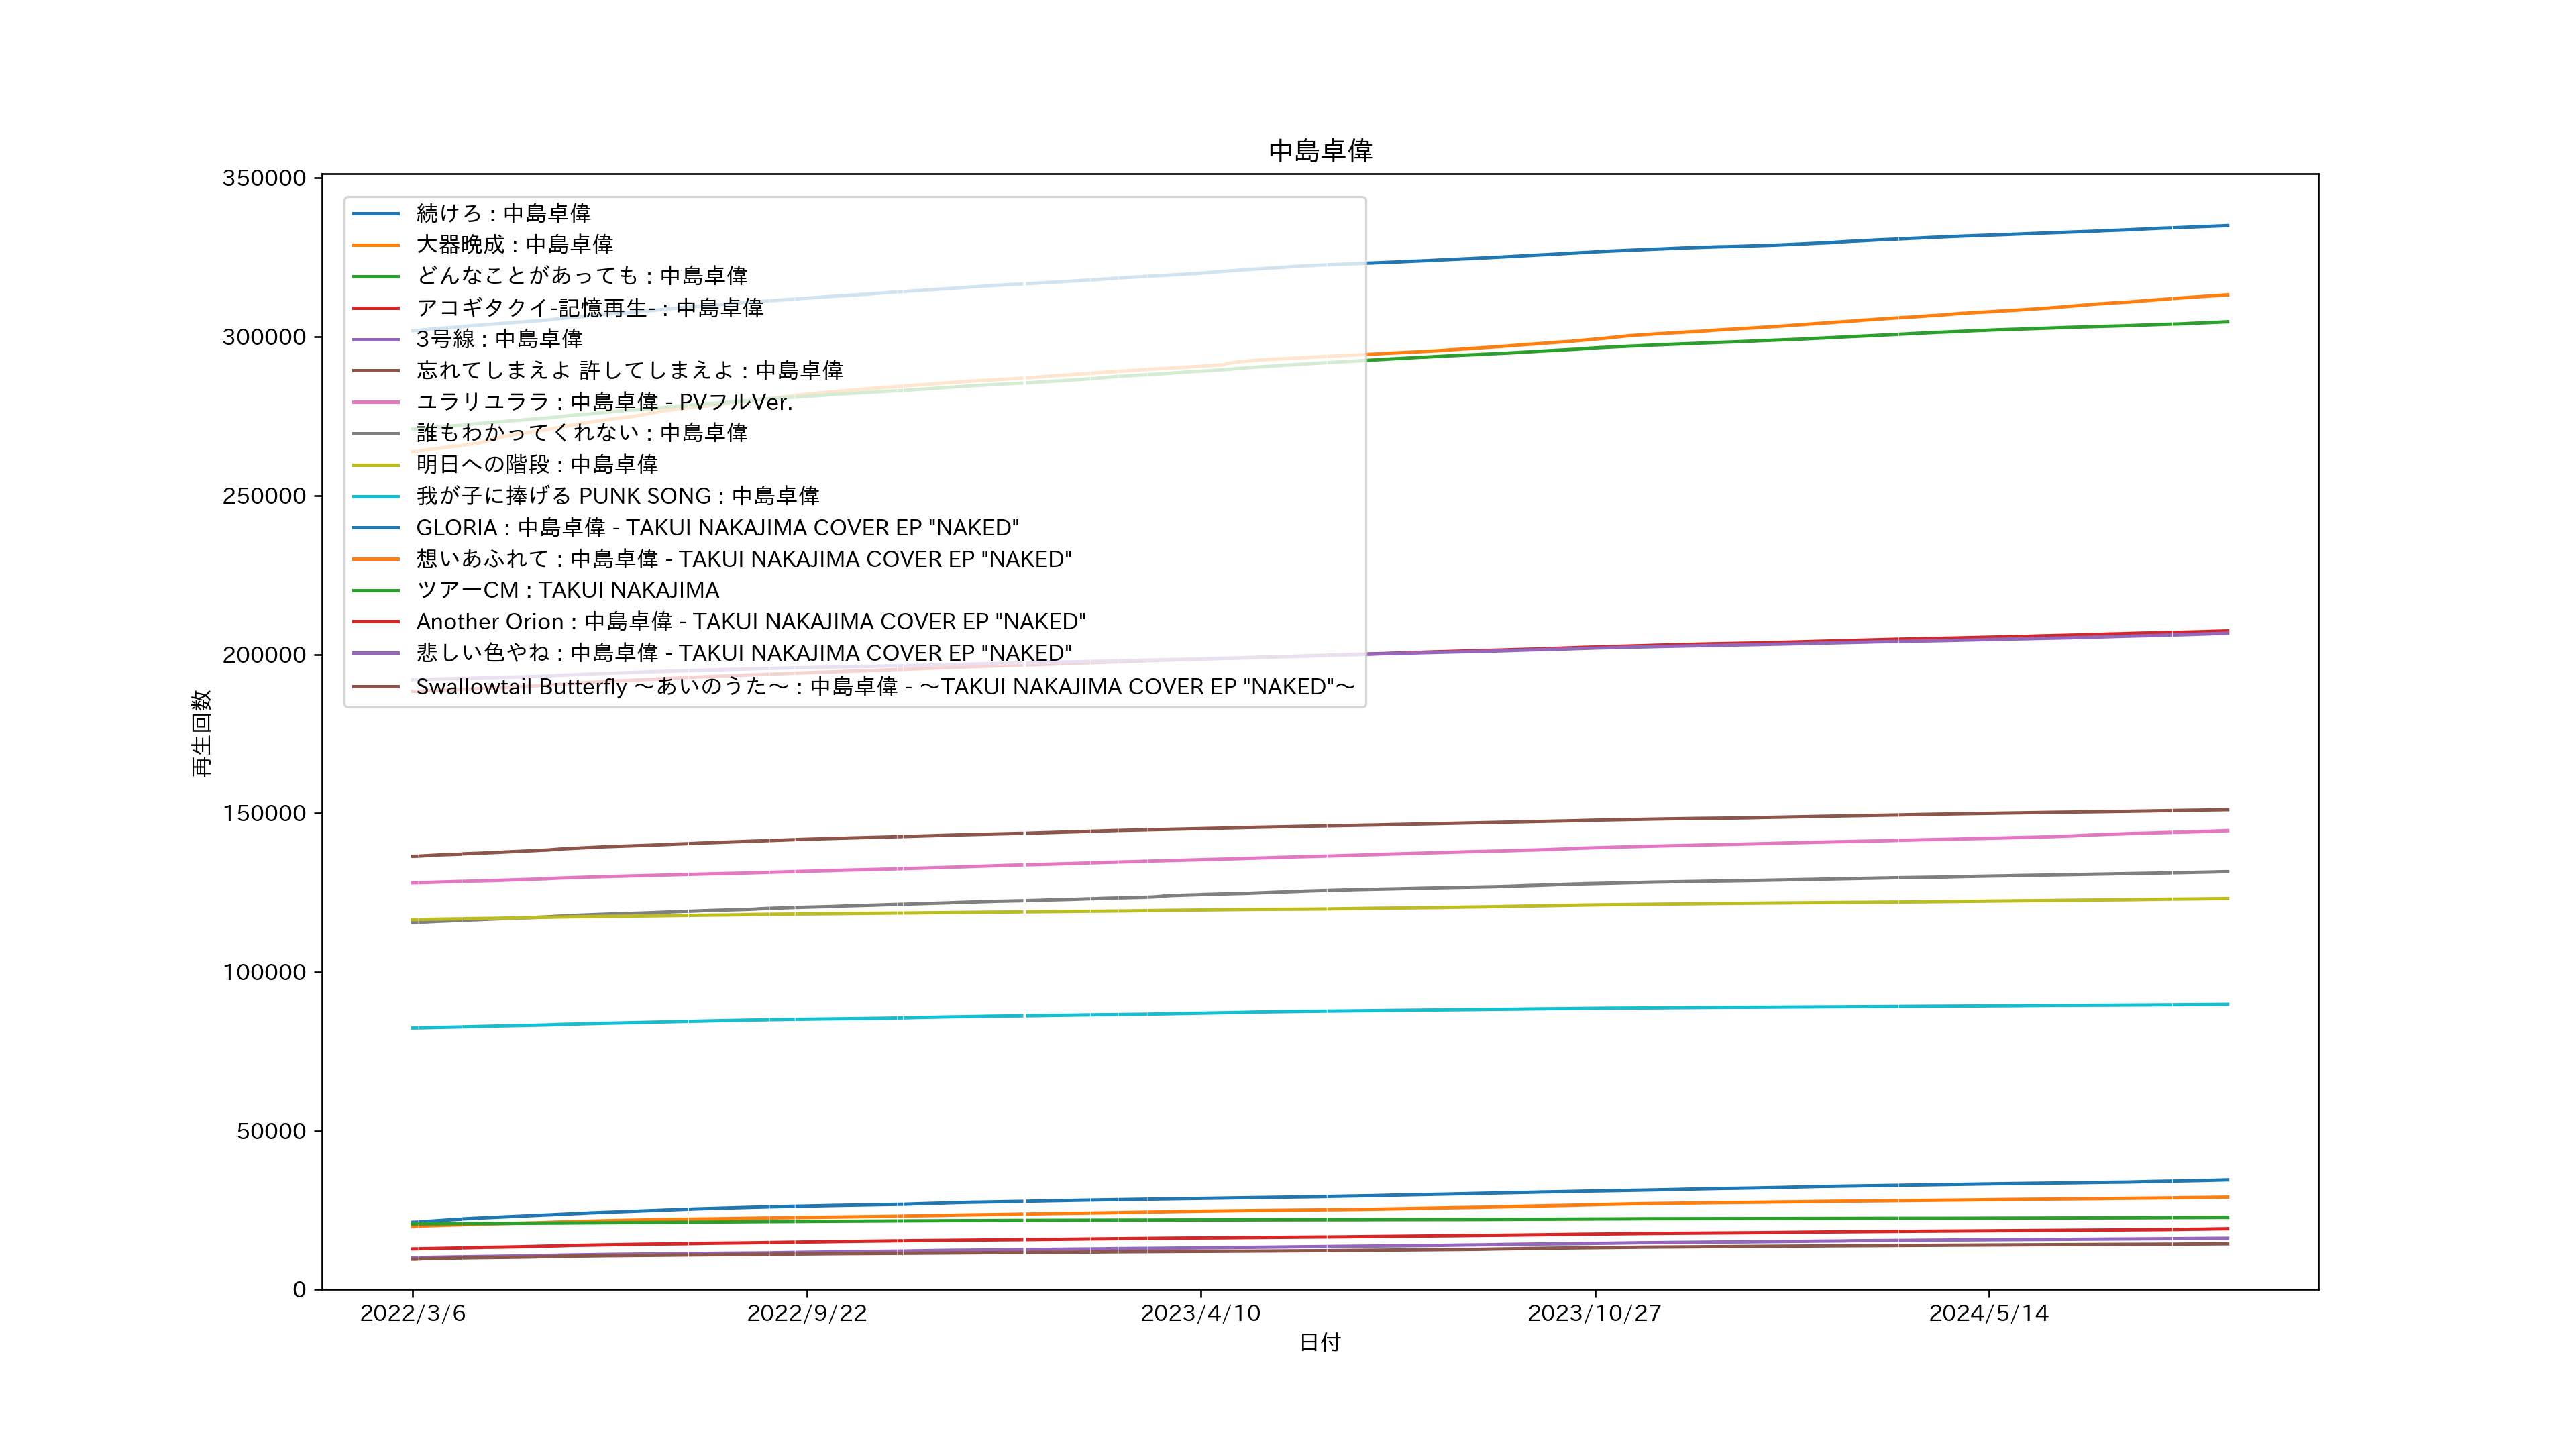 中島卓偉
350000
300000
250000
200000
150000
100000
50000
0
再生回数
続けろ : 中島卓偉
大器晩成 : 中島卓偉
どんなことがあっても : 中島卓偉
アコギタクイ-記憶再生- : 中島卓偉
3号線 : 中島卓偉
忘れてしまえよ 許してしまえよ : 中島卓偉
ユラリユララ : 中島卓偉 - PVフルVer.
誰もわかってくれない : 中島卓偉
明日への階段 : 中島卓偉
我が子に捧げる PUNK SONG : 中島卓偉
GLORIA : 中島卓偉 - TAKUI NAKAJIMA COVER EP "NAKED"
想いあふれて : 中島卓偉 - TAKUI NAKAJIMA COVER EP "NAKED"
ツアーCM : TAKUI NAKAJIMA
Another Orion : 中島卓偉 - TAKUI NAKAJIMA COVER EP "NAKED"
悲しい色やね : 中島卓偉 - TAKUI NAKAJIMA COVER EP "NAKED"
Swallowtail Butterfly ～あいのうた～ : 中島卓偉 - ～TAKUI NAKAJIMA COVER EP "NAKED"～
2022/3/6
2022/9/22
2023/4/10
2023/10/27
2024/5/14
日付